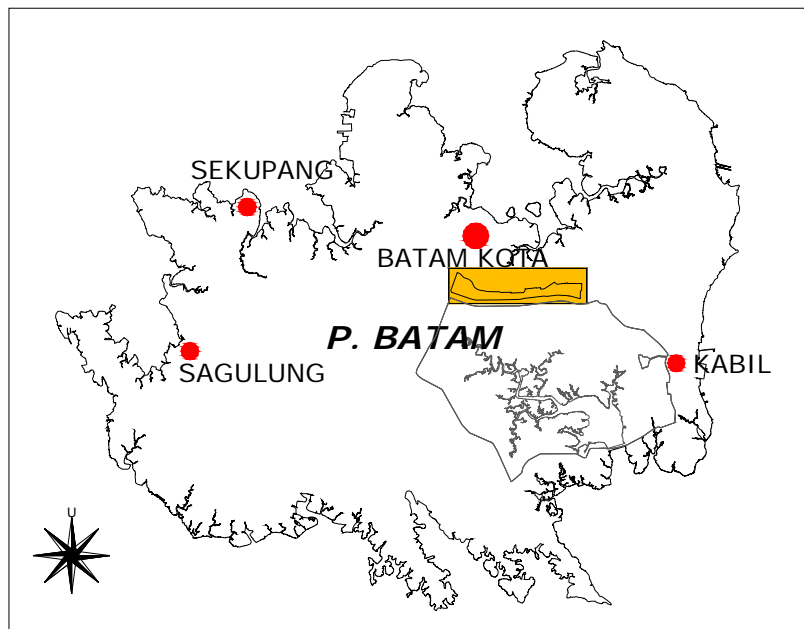 SEKUPANG
BATAM KOTA
P. BATAM
SAGULUNG
KABIL
U